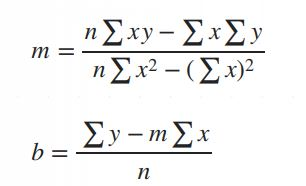 m = n∑xy − ∑x∑y / n∑x² − (∑x)²
b = ∑y − m∑x / n